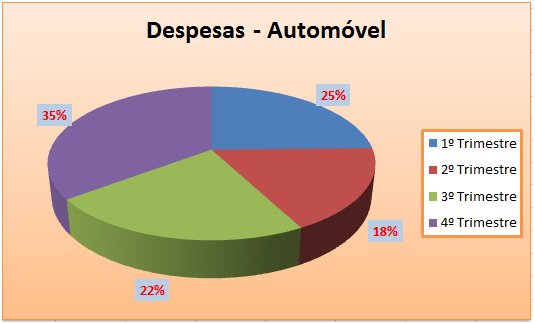 Despesas - Automóvel
25%
35%
18%
22%
1º Trimestre
2º Trimestre
3º Trimestre
4º Trimestre